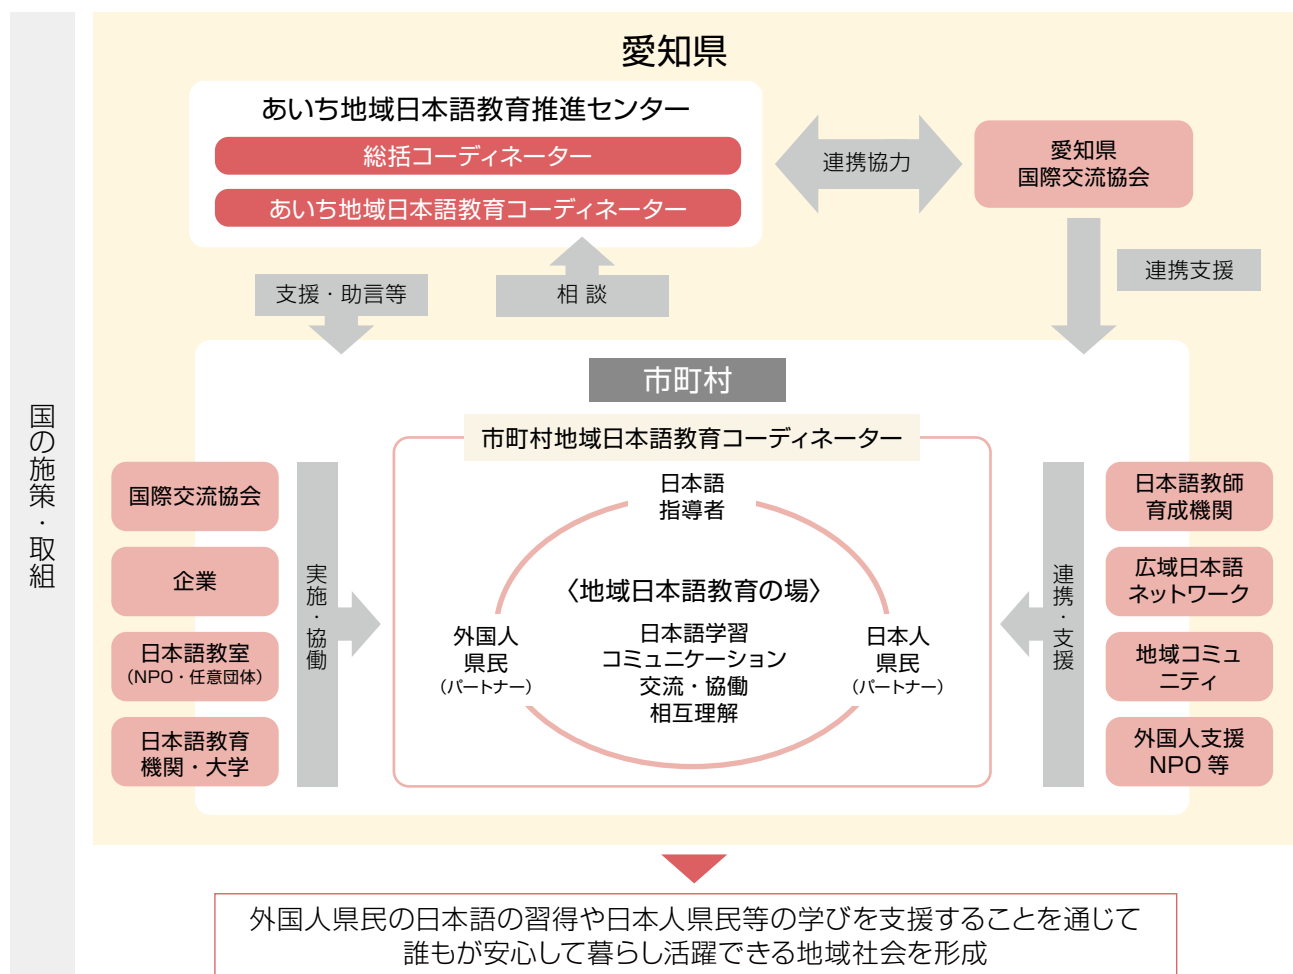 愛知県
あいち地域日本語教育推進センター
総括コーディネーター
あいち地域日本語教育コーディネーター
連携協力
愛知県
国際交流協会
支援・助言等
相 談
連携支援
国の施策・取組
市町村
市町村地域日本語教育コーディネーター
国際交流協会
企業
日本語教室
（NPO・任意団体）
日本語教育
機関・大学
実施・協働
日本語
指導者
〈地域日本語教育の場〉
外国人
県民
（パートナー）
日本語学習
コミュニケーション
交流・協働
相互理解
日本人
県民
（パートナー）
連携・支援
日本語教師
育成機関
広域日本語
ネットワーク
地域コミュ
ニティ
外国人支援
NPO 等
外国人県民の日本語の習得や日本人県民等の学びを支援することを通じて
誰もが安心して暮らし活躍できる地域社会を形成